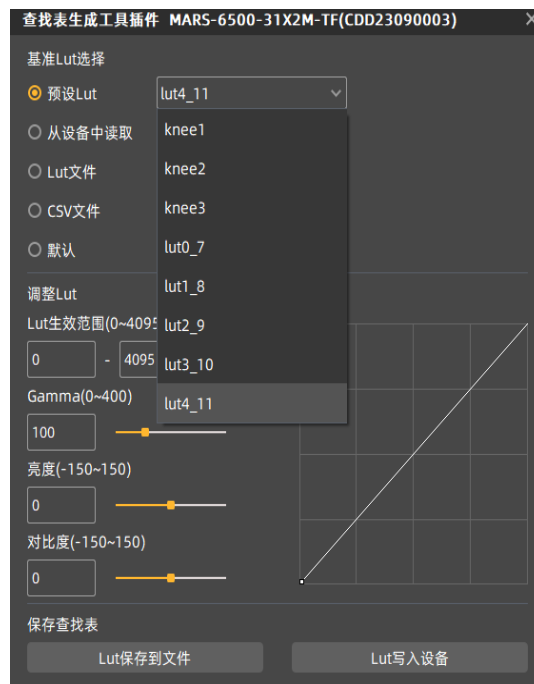 查找表生成工具插件 MARS-6500-31X2M-TF(CDD23090003)
基准Lut选择
预设Lut
lut4_11
从设备中读取
knee1
Lut文件
knee2
CSV文件
knee3
默认
lut0_7
lut1_8
lut2_9
lut3_10
lut4_11
调整Lut
Lut生效范围(0~4095
0 - 4095
Gamma(0~400)
100
亮度(-150~150)
0
对比度(-150~150)
0
保存查找表
Lut保存到文件
Lut写入设备